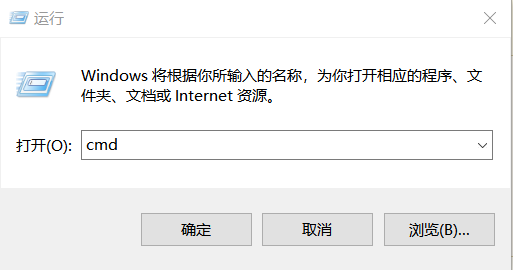 运行
Windows 将根据你所输入的名称，为你打开相应的程序、文
件夹、文档或 Internet 资源。
打开(O): cmd
确定 取消 浏览(B)...